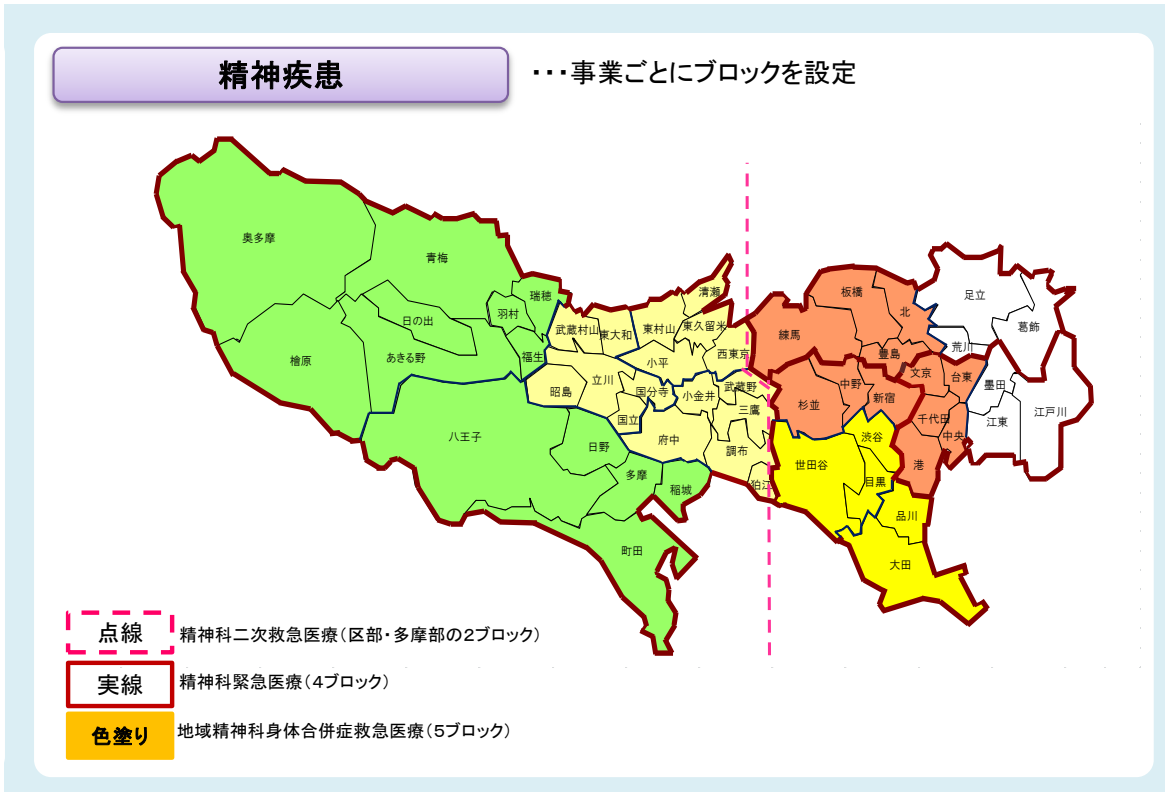 精神疾患
・・・事業ごとにブロックを設定
奥多摩
青梅
瑞穂
羽村
日の出
檜原
あきる野
福生
武蔵村山
東大和
東村山
清瀬
東久留米
西東京
小平
昭島
立川
国分寺
国立
小金井
武蔵野
三鷹
府中
調布
狛江
八王子
日野
多摩
稲城
町田
板橋
北
足立
葛飾
荒川
練馬
豊島
文京
台東
墨田
江戸川
江東
杉並
中野
新宿
千代田
中央
渋谷
港
世田谷
目黒
品川
大田
点線
精神科二次救急医療（区部・多摩部の２ブロック）
実線
精神科緊急医療（４ブロック）
色塗り
地域精神科身体合併症救急医療（５ブロック）